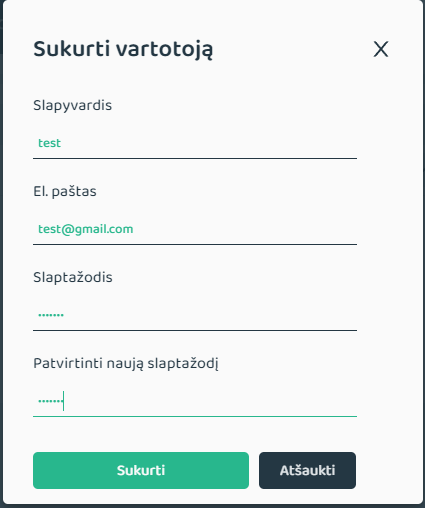 Sukurti vartotoją X
Slapyvardis
test
El. paštas
test@gmail.com
Slaptažodis
•••••••
Patvirtinti naują slaptažodį
•••••••
Sukurti Atšaukti